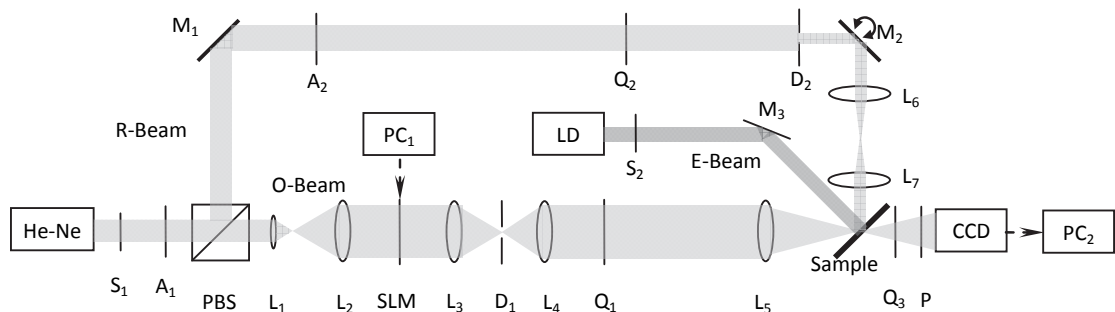 M₁
M₂
A₂
Q₂
D₂
L₆
R-Beam
PC₁
LD
M₃
E-Beam
S₂
L₇
O-Beam
He-Ne
CCD
PC₂
Sample
S₁
A₁
PBS
L₁
L₂
SLM
L₃
D₁
L₄
Q₁
L₅
Q₃
P